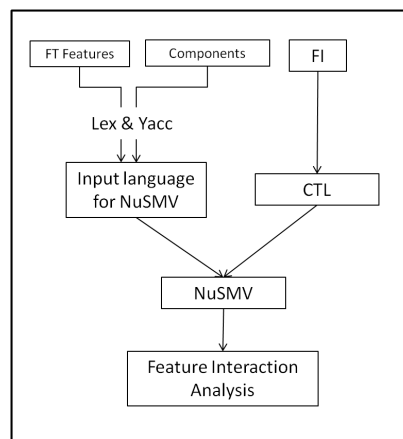 FT Features
Components
FI
Lex & Yacc
Input language
for NuSMV
CTL
NuSMV
Feature Interaction
Analysis